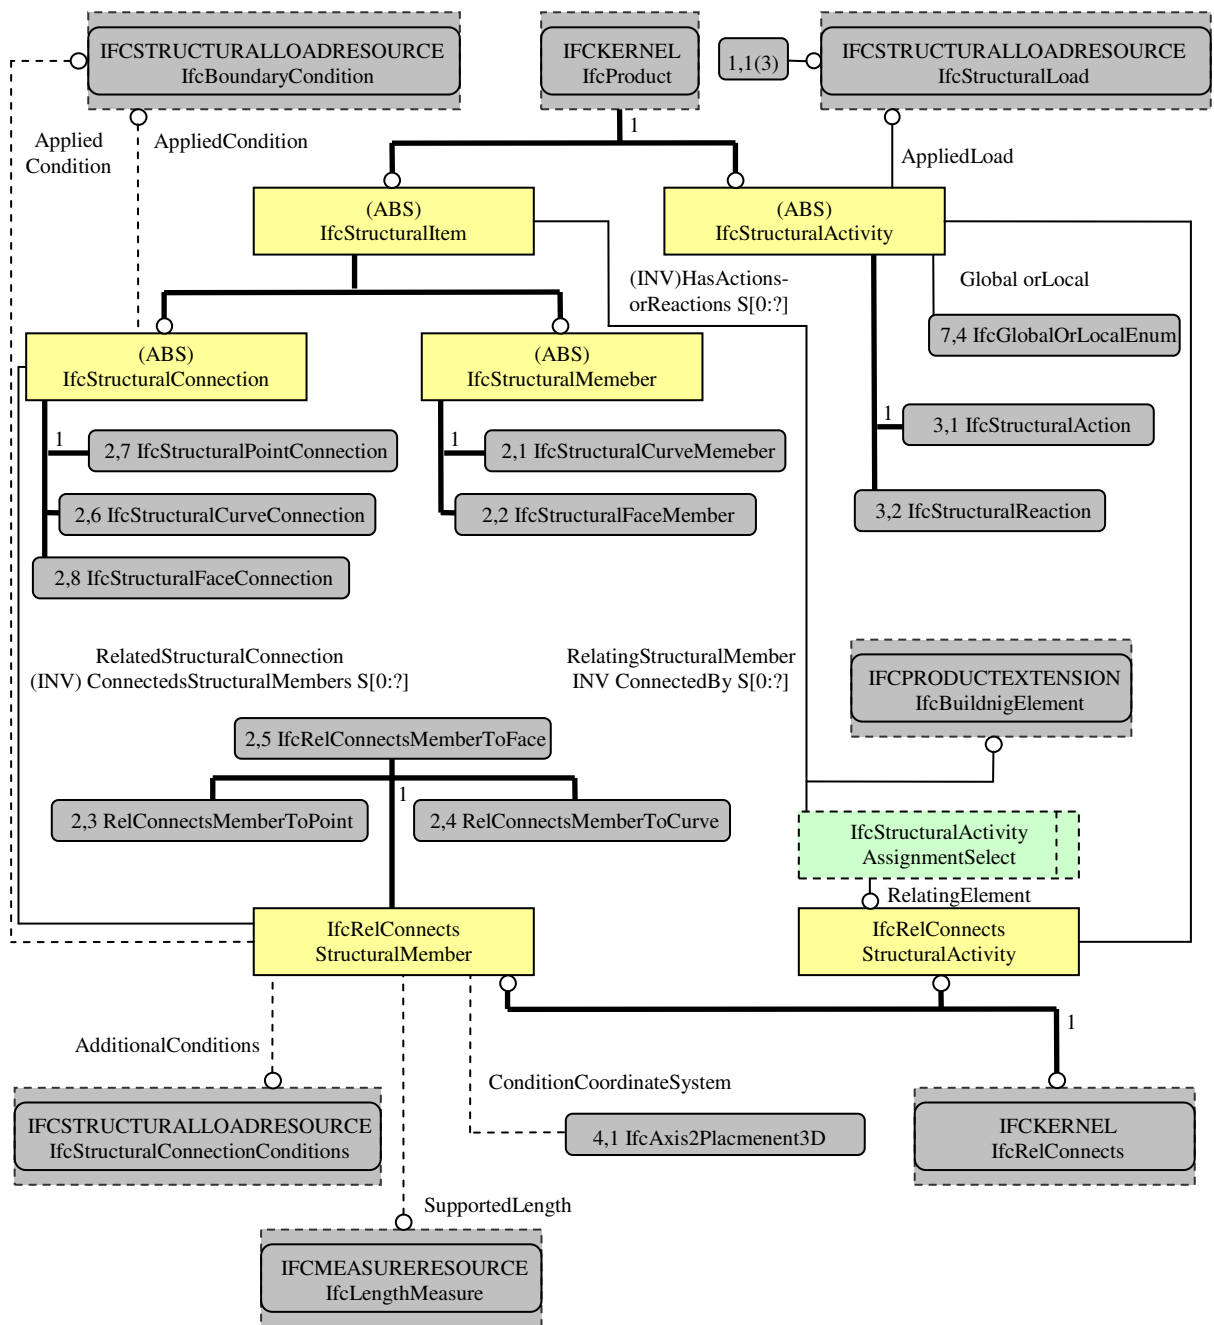 IFCSTRUCTURALLOADRESOURCE
IfcBoundaryCondition
IFCKERNEL
IfcProduct
1,1(3)
IFCSTRUCTURALLOADRESOURCE
IfcStructuralLoad
1
Applied
Condition
AppliedCondition
AppliedLoad
(ABS)
IfcStructuralItem
(ABS)
IfcStructuralActivity
(INV)HasActions-
orReactions S[0:?]
Global orLocal
7,4 IfcGlobalOrLocalEnum
(ABS)
IfcStructuralConnection
(ABS)
IfcStructuralMemeber
1
2,7 IfcStructuralPointConnection
1
2,1 IfcStructuralCurveMemeber
1
3,1 IfcStructuralAction
2,6 IfcStructuralCurveConnection
2,2 IfcStructuralFaceMember
3,2 IfcStructuralReaction
2,8 IfcStructuralFaceConnection
RelatedStructuralConnection
(INV) ConnectedsStructuralMembers S[0:?]
RelatingStructuralMember
INV ConnectedBy S[0:?]
IFCPRODUCTEXTENSION
IfcBuildnigElement
2,5 IfcRelConnectsMemberToFace
1
2,3 RelConnectsMemberToPoint
2,4 RelConnectsMemberToCurve
IfcStructuralActivity
AssignmentSelect
RelatingElement
IfcRelConnects
StructuralMember
IfcRelConnects
StructuralActivity
1
AdditionalConditions
ConditionCoordinateSystem
IFCSTRUCTURALLOADRESOURCE
IfcStructuralConnectionConditions
4,1 IfcAxis2Placmenent3D
IFCKERNEL
IfcRelConnects
SupportedLength
IFCMEASURERESOURCE
IfcLengthMeasure